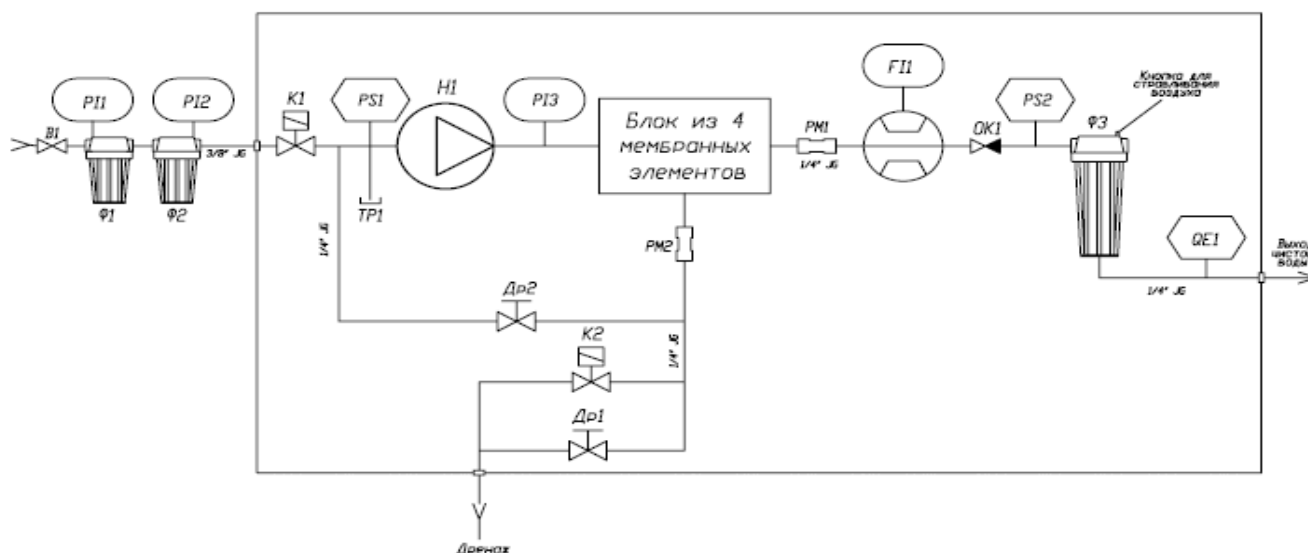 FI1
Кнопка для
стравливания
воздуха
PI1
PI2
K1
PS1
H1
PI3
PS2
Ф3
B1
Блок из 4
мембранных
элементов
PM1
OK1
3/8" JG
1/4" JG
Ф1
Ф2
TP1
1/4" JG
PM2
QE1
Выход
чистой
воды
1/4" JG
Др2
K2
1/4" JG
Др1
Дренаж